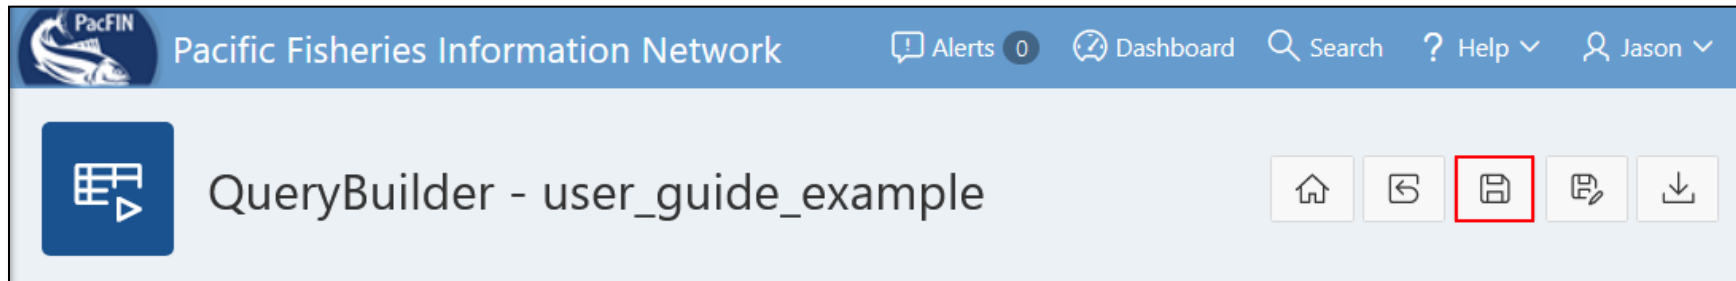 PacFIN
Pacific Fisheries Information Network
Alerts 0
Dashboard
Search
? Help
Jason
QueryBuilder - user_guide_example